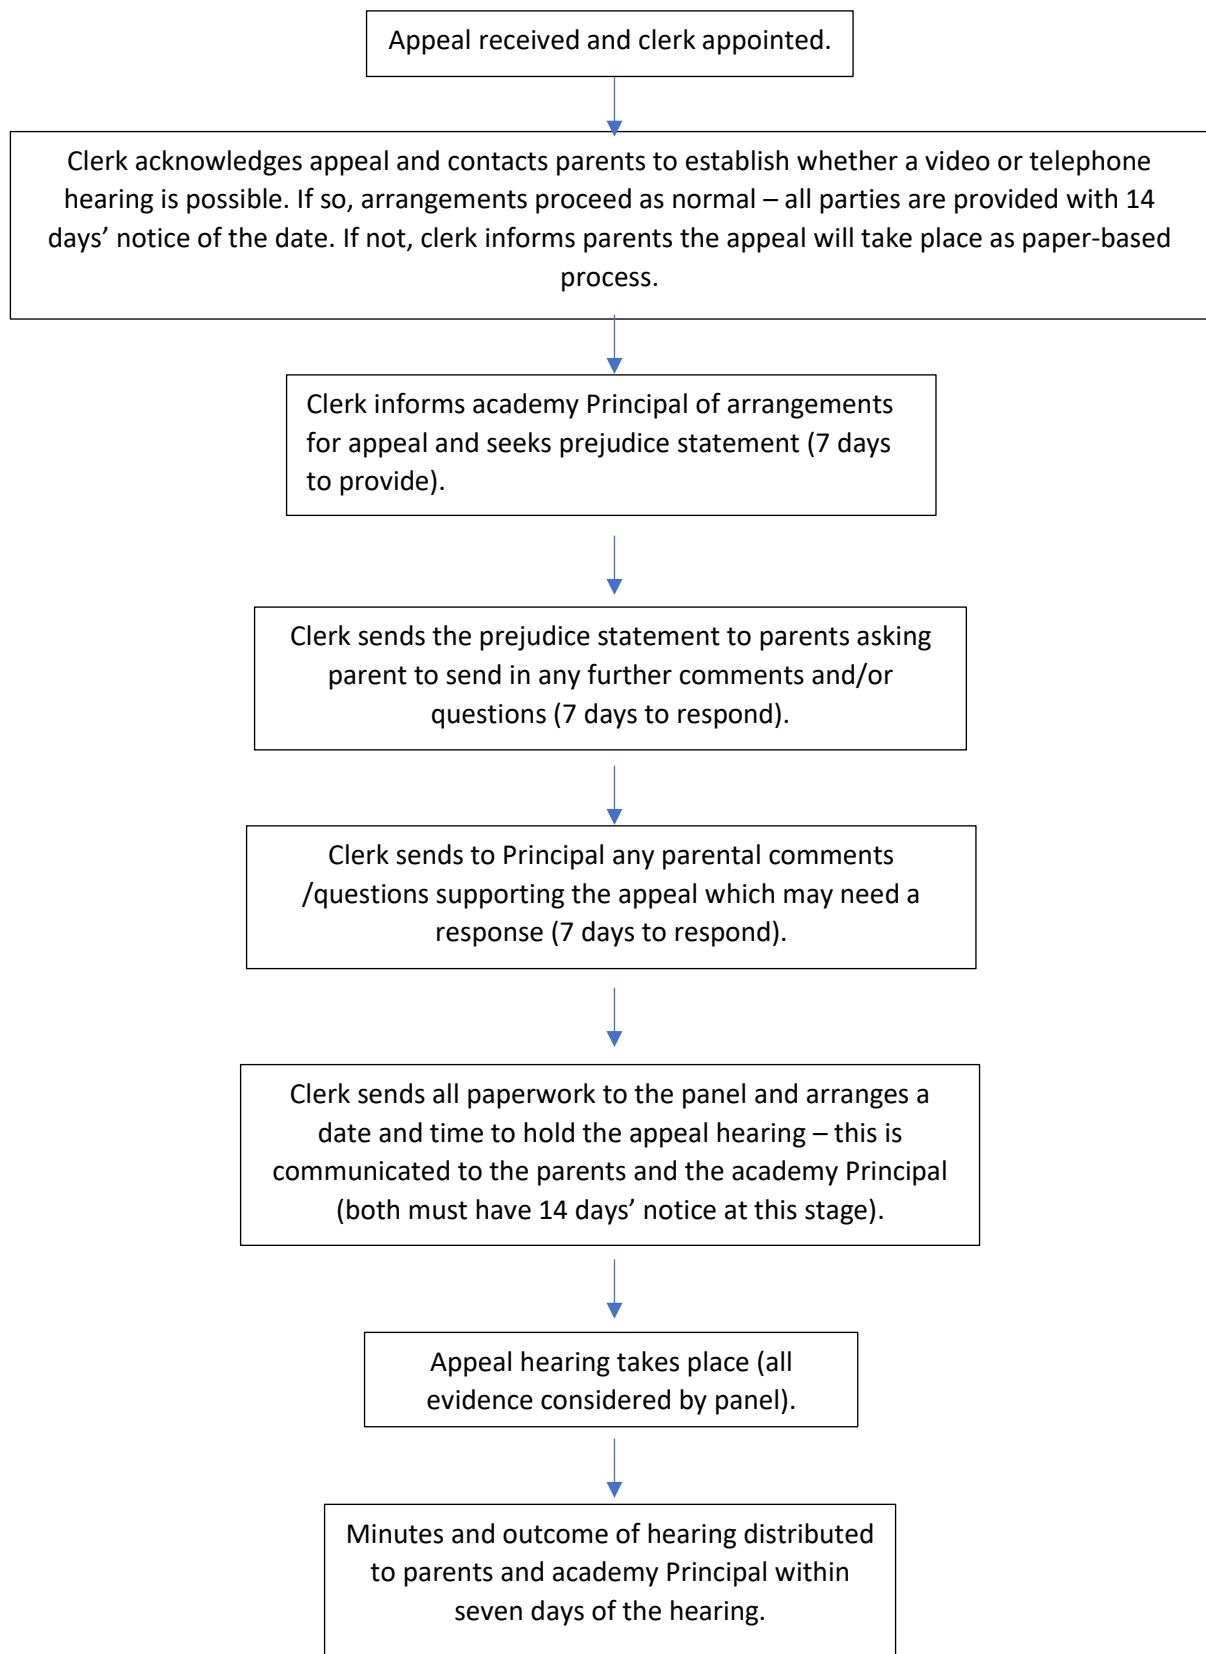 Appeal received and clerk appointed.
Clerk acknowledges appeal and contacts parents to establish whether a video or telephone
hearing is possible. If so, arrangements proceed as normal – all parties are provided with 14
days’ notice of the date. If not, clerk informs parents the appeal will take place as paper-based
process.
Clerk informs academy Principal of arrangements
for appeal and seeks prejudice statement (7 days
to provide).
Clerk sends the prejudice statement to parents asking
parent to send in any further comments and/or
questions (7 days to respond).
Clerk sends to Principal any parental comments
/questions supporting the appeal which may need a
response (7 days to respond).
Clerk sends all paperwork to the panel and arranges a
date and time to hold the appeal hearing – this is
communicated to the parents and the academy Principal
(both must have 14 days’ notice at this stage).
Appeal hearing takes place (all
evidence considered by panel).
Minutes and outcome of hearing distributed
to parents and academy Principal within
seven days of the hearing.